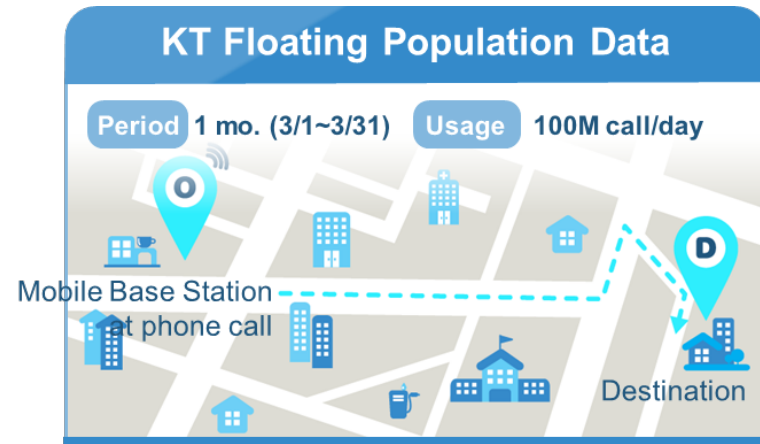 KT Floating Population Data
Period 1 mo. (3/1~3/31) Usage 100M call/day
O
D
Mobile Base Station
at phone call
Destination